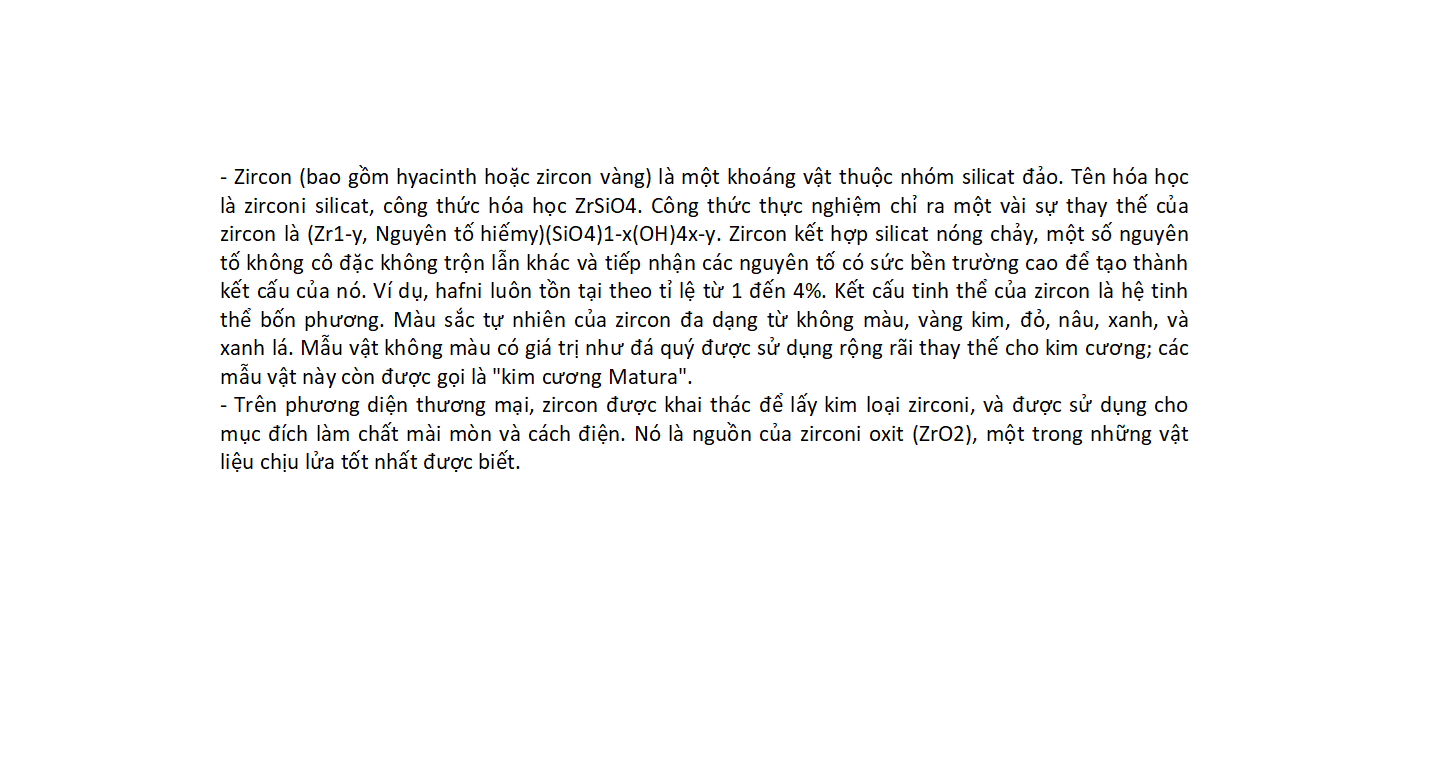 - Zircon (bao gồm hyacinth hoặc zircon vàng) là một khoáng vật thuộc nhóm silicat đảo. Tên hóa học
là zirconi silicat, công thức hóa học ZrSiO4. Công thức thực nghiệm chỉ ra một vài sự thay thế của
zircon là (Zr1-y, Nguyên tố hiếmy)(SiO4)1-x(OH)4x-y. Zircon kết hợp silicat nóng chảy, một số nguyên
tố không cô đặc không trộn lẫn khác và tiếp nhận các nguyên tố có sức bền trường cao để tạo thành
kết cấu của nó. Ví dụ, hafni luôn tồn tại theo tỉ lệ từ 1 đến 4%. Kết cấu tinh thể của zircon là hệ tinh
thể bốn phương. Màu sắc tự nhiên của zircon đa dạng từ không màu, vàng kim, đỏ, nâu, xanh, và
xanh lá. Mẫu vật không màu có giá trị như đá quý được sử dụng rộng rãi thay thế cho kim cương; các
mẫu vật này còn được gọi là "kim cương Matura".
- Trên phương diện thương mại, zircon được khai thác để lấy kim loại zirconi, và được sử dụng cho
mục đích làm chất mài mòn và cách điện. Nó là nguồn của zirconi oxit (ZrO2), một trong những vật
liệu chịu lửa tốt nhất được biết.